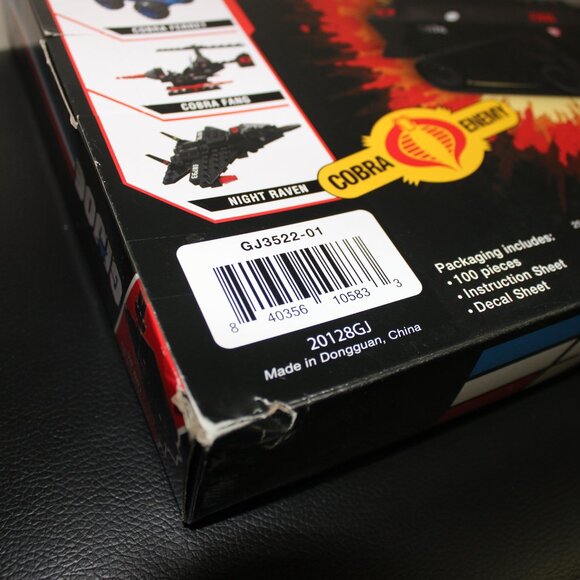 COBRA FANG
NIGHT RAVEN
COBRA ENEMY
GJ3522-01
8 40356 10583 3
20128GJ
Made in Dongguan, China
Packaging includes:
• 100 pieces
• Instruction Sheet
• Decal Sheet
G.I.JOE